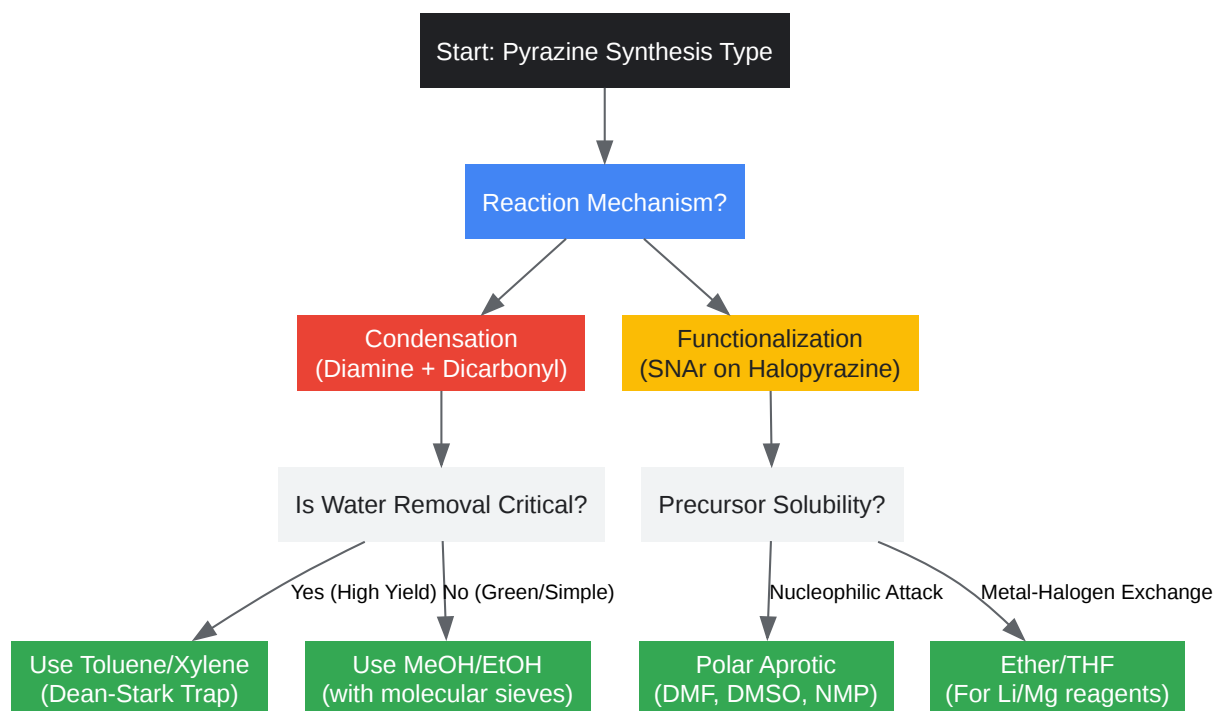 Start: Pyrazine Synthesis Type
Reaction Mechanism?
Condensation
(Diamine + Dicarbonyl)
Functionalization
(SNAr on Halopyrazine)
Is Water Removal Critical?
Precursor Solubility?
Yes (High Yield)
No (Green/Simple)
Nucleophilic Attack
Metal-Halogen Exchange
Use Toluene/Xylene
(Dean-Stark Trap)
Use MeOH/EtOH
(with molecular sieves)
Polar Aprotic
(DMF, DMSO, NMP)
Ether/THF
(For Li/Mg reagents)